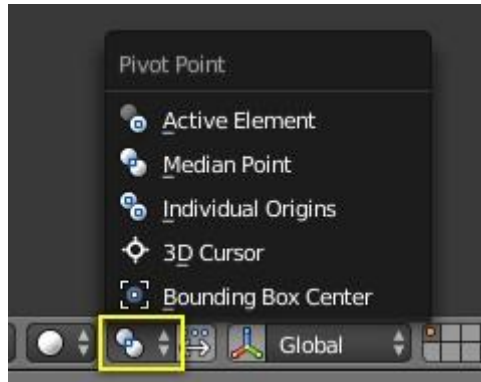 Pivot Point
Active Element
Median Point
Individual Origins
3D Cursor
Bounding Box Center
Global